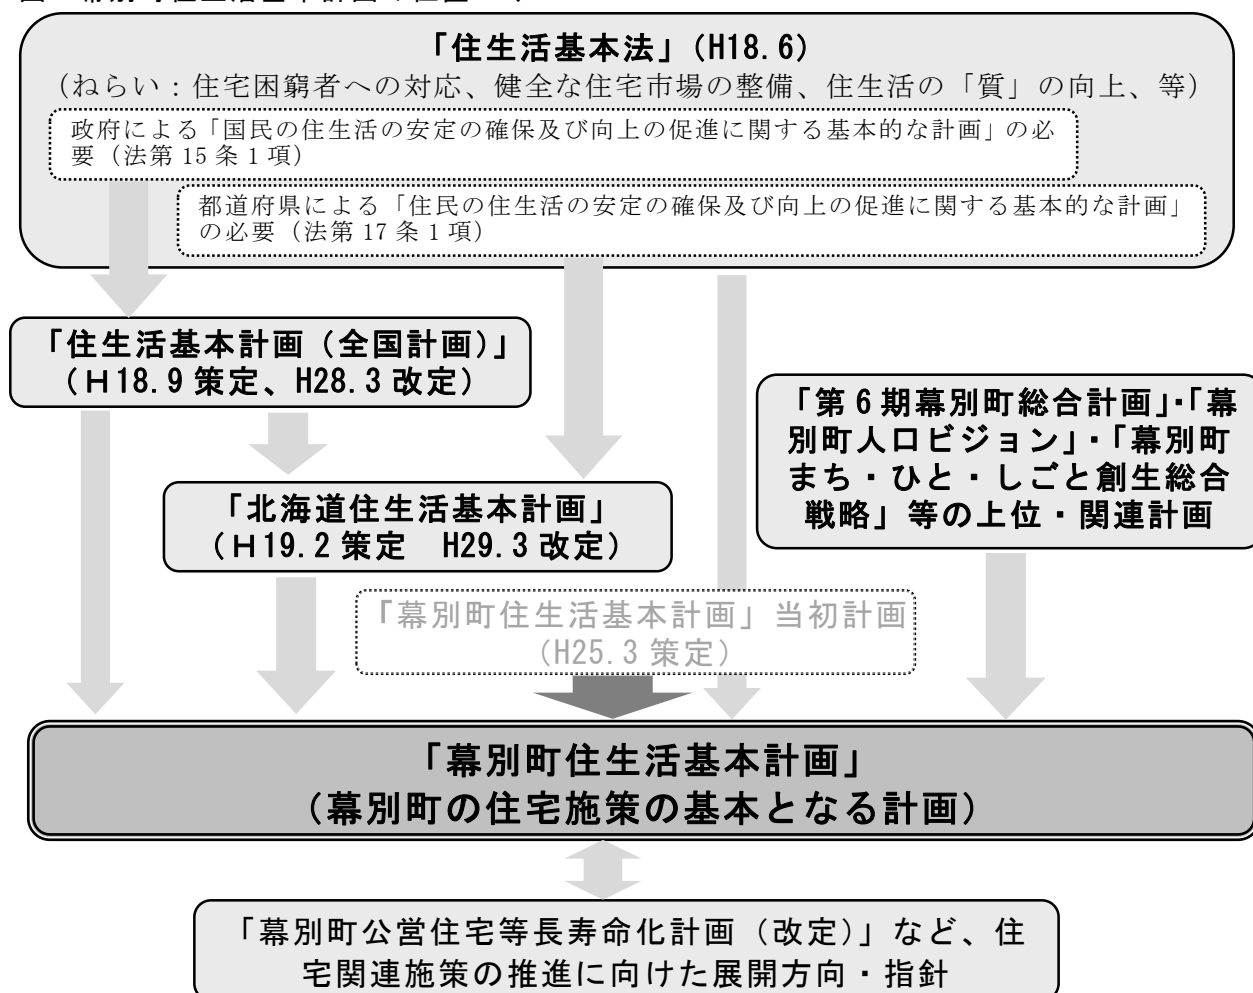 「住生活基本法」(H18.6)
(ねらい：住宅困窮者への対応、健全な住宅市場の整備、住生活の「質」の向上、等)
政府による「国民の住生活の安定の確保及び向上の促進に関する基本的な計画」の必
要（法第 15 条 1 項）
都道府県による「住民の住生活の安定の確保及び向上の促進に関する基本的な計画」
の必要（法第 17 条 1 項）
「住生活基本計画（全国計画）」
（Ｈ18.9 策定、H28.3 改定）
「第 6 期幕別町総合計画」・「幕
別町人口ビジョン」・「幕別町
まち・ひと・しごと創生総合
戦略」等の上位・関連計画
「北海道住生活基本計画」
（Ｈ19.2 策定　H29.3 改定）
「幕別町住生活基本計画」当初計画
（H25.3 策定）
「幕別町住生活基本計画」
（幕別町の住宅施策の基本となる計画）
「幕別町公営住宅等長寿命化計画（改定）」など、住
宅関連施策の推進に向けた展開方向・指針